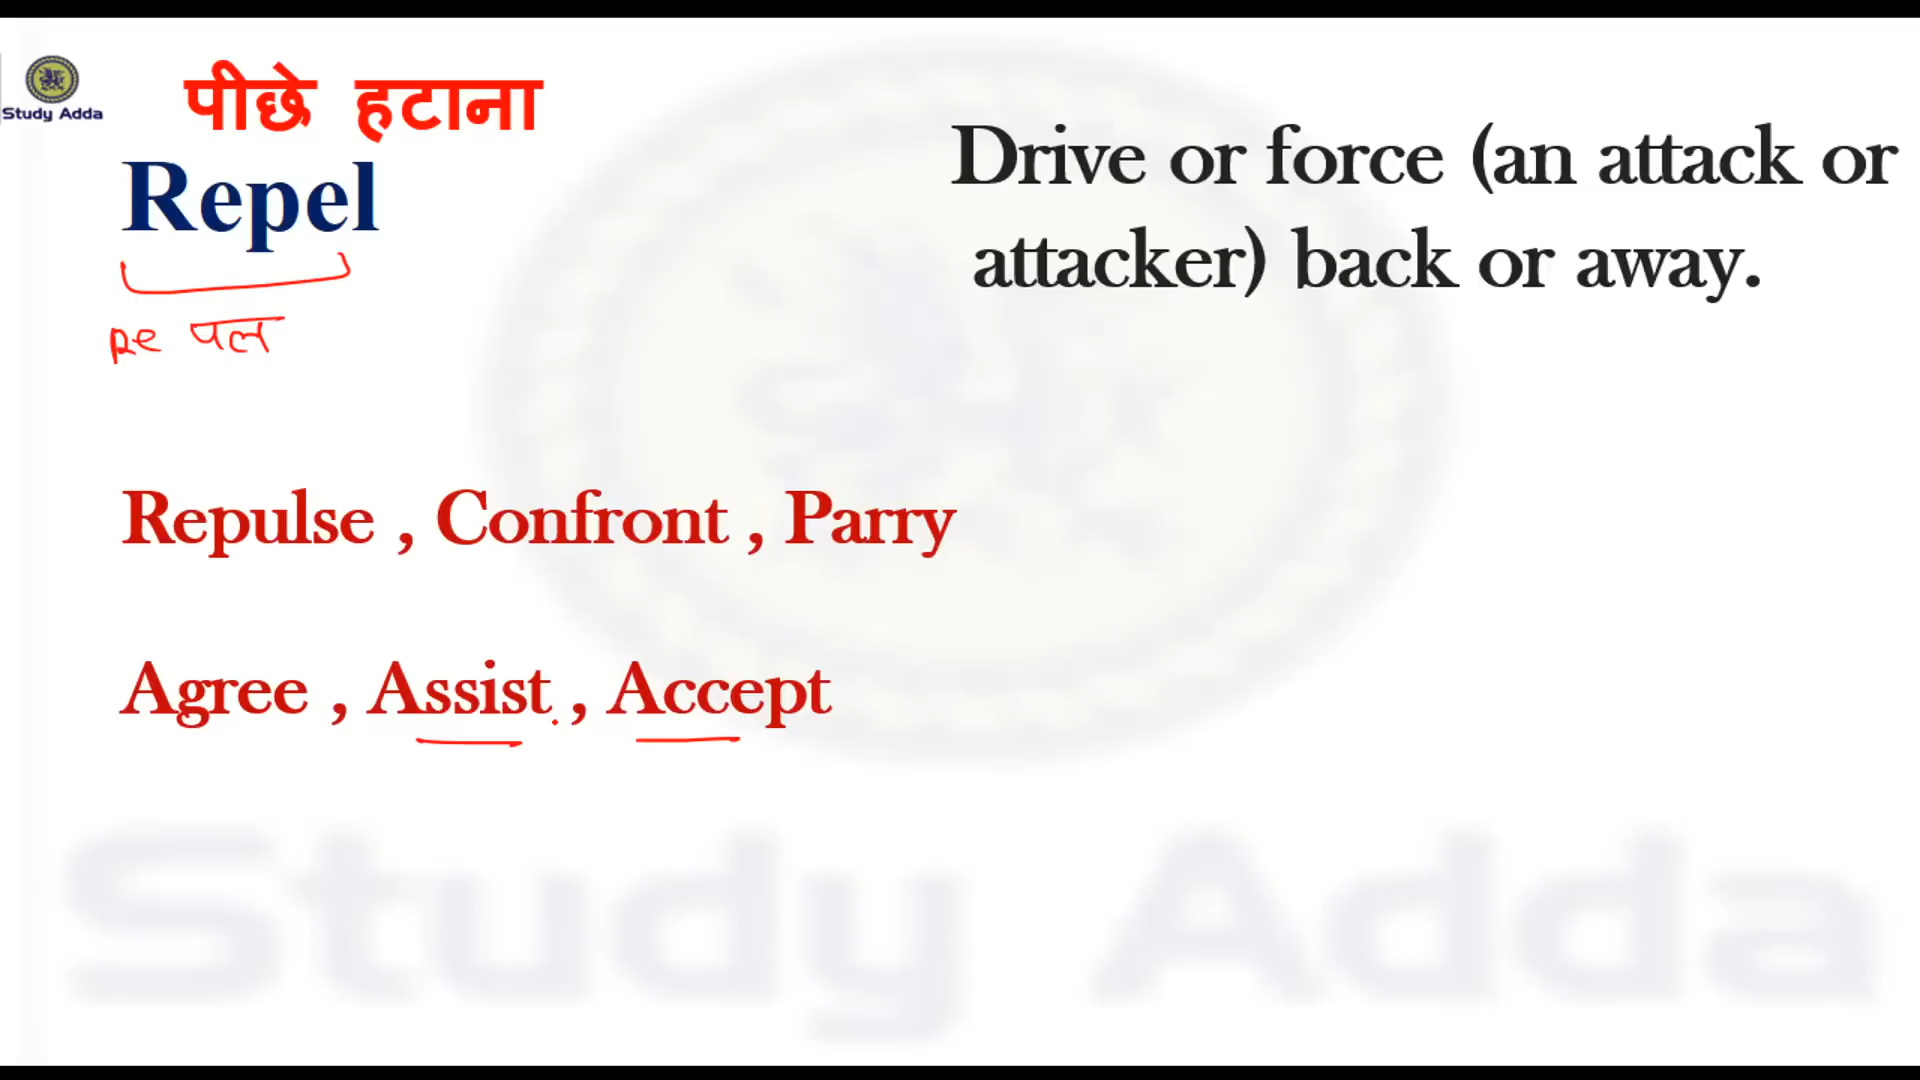 Study Adda
पीछे हटाना
Repel
Re पल
Drive or force (an attack or
attacker) back or away.
Repulse , Confront , Parry
Agree , Assist , Accept
Study Adda